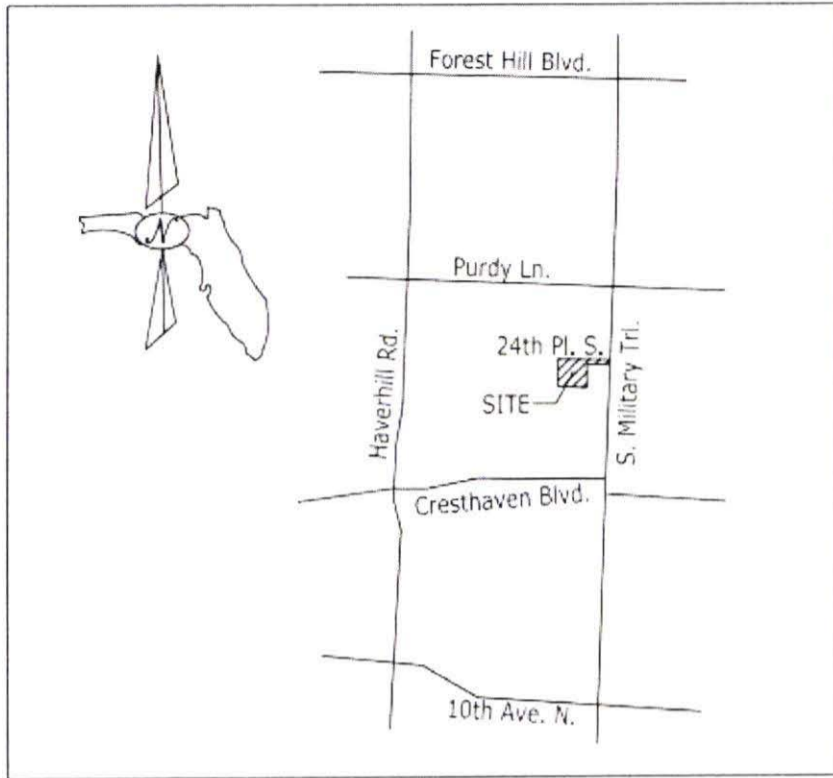 Forest Hill Blvd.
N
Purdy Ln.
24th Pl. S.
SITE
Haverhill Rd.
S. Military Trl.
Cresthaven Blvd.
10th Ave. N.